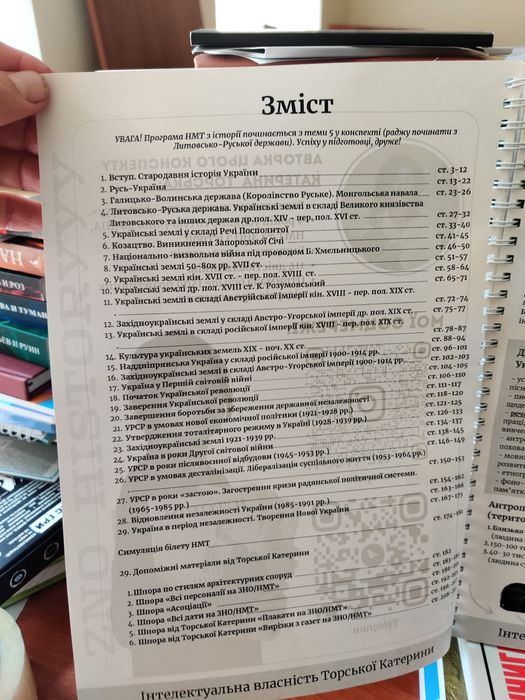 Зміст
УВАГА! Програма НМТ з історії починається з теми 5 у конспекті (раджу починати з
Литовсько-Руської держави). Успіху у підготовці, друже!
1. Вступ. Стародавня історія України ст. 3-12
2. Русь-Україна ст. 13-22
3. Галицько-Волинська держава (Королівство Руське). Монгольська навала ст. 23-26
4. Литовсько-Руська держава. Українські землі в складі Великого князівства
Литовського та інших держав др.пол. XIV - пер. пол. XVI ст. ст. 27-32
5. Українські землі у складі Речі Посполитої ст. 33-40
6. Козацтво. Виникнення Запорозької Січі ст. 41-45
7. Національно-визвольна війна під проводом Б. Хмельницького ст. 46-50
8. Українські землі 50-80х рр. XVII ст. ст. 51-57
9. Українські землі кін. XVII ст. - пер. пол. XVIII ст. ст. 58-64
10. Українські землі др. пол. XVIII ст. К. Розумовський ст. 65-71
11. Українські землі в складі Австрійської імперії кін. XVIII - пер. пол. XIX ст.
ст. 72-74
12. Західноукраїнські землі у складі Австро-Угорської імперії др. пол. XIX ст. ст. 75-77
13. Українські землі в складі російської імперії кін. XVIII - пер. пол. XIX ст.
ст. 78-87
14. Культура українських земель XIX - поч. XX ст. ст. 88-94
15. Наддніпрянська Україна у складі російської імперії 1900-1914 рр. ст. 96-101
16. Західноукраїнські землі в складі Австро-Угорської імперії 1900-1914 рр. ст. 102-103
17. Україна у Першій світовій війні ст. 104-105
18. Початок Української революції ст. 106-110
19. Завершення Української революції ст. 111-117
20. Завершення боротьби за збереження державної незалежності ст. 118-120
21. УРСР в умовах нової економічної політики (1921-1928 рр.) ст. 121-125
22. Утвердження тоталітарного режиму в Україні (1928-1939 рр.) ст. 126-133
23. Західноукраїнські землі 1921-1939 рр. ст. 134-137
24. Україна в роки Другої світової війни ст. 138-145
25. УРСР в роки післявоєнної відбудови (1945-1953 рр.) ст. 146-149
26. УРСР в умовах десталінізації. Лібералізація суспільного життя (1953-1964 рр.)
ст. 150-153
27. УРСР в роки «застою». Загострення кризи радянської політичної системи.
(1965-1985 рр.) ст. 154-162
28. Відновлення незалежності України (1985-1991 рр.) ст. 163-166
29. Україна в період незалежності. Творення Нової України ст. 167-171
Симуляція білету НМТ ст.
29. Допоміжні матеріали від Торської Катерини
1. Шпора по стилям архітектурних споруд
2. Шпора «Всі персоналії на ЗНО/НМТ»
3. Шпора «Асоціації»
4. Шпора «Всі дати на ЗНО/НМТ»
5. Шпора від Торської Катерини «Плакати на ЗНО/НМТ»
6. Шпора від Торської Катерини «Вирізки з газет на ЗНО/НМТ»
Інтелектуальна власність Торської Катерини